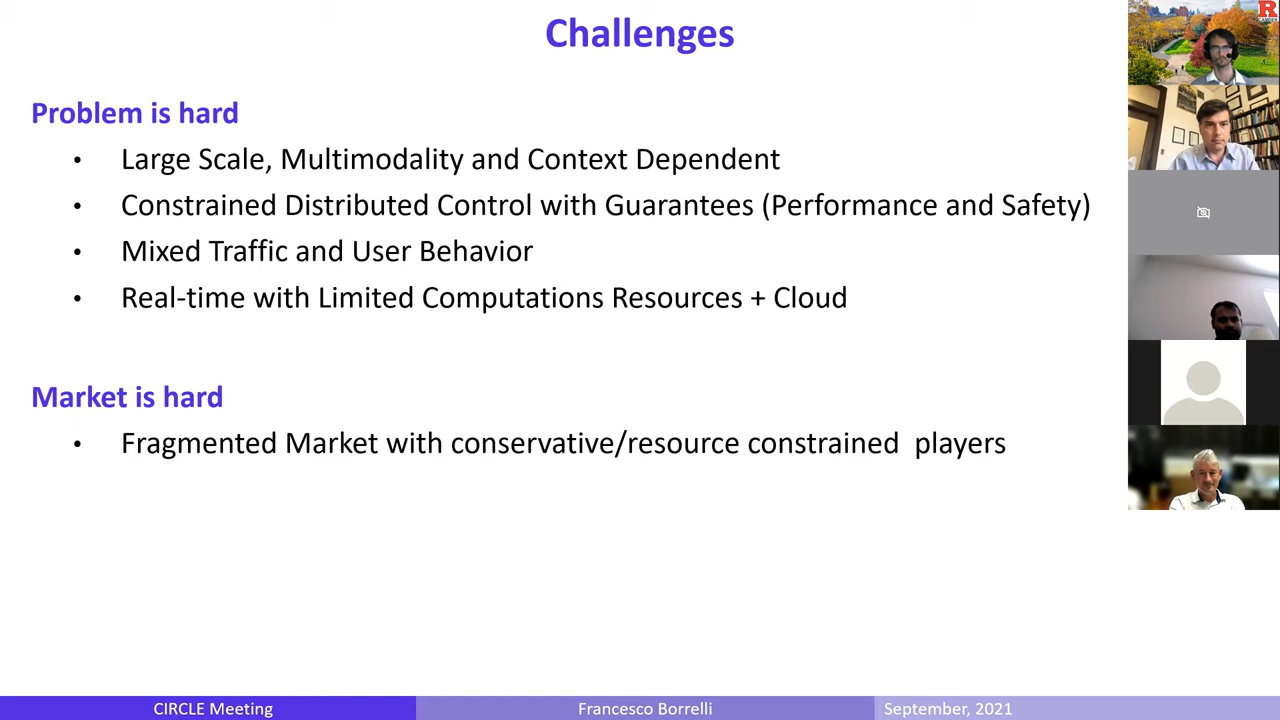 Challenges
R
CAMDEN
Problem is hard
• Large Scale, Multimodality and Context Dependent
• Constrained Distributed Control with Guarantees (Performance and Safety)
• Mixed Traffic and User Behavior
• Real-time with Limited Computations Resources + Cloud
Market is hard
• Fragmented Market with conservative/resource constrained  players
CIRCLE Meeting
Francesco Borrelli
September, 2021